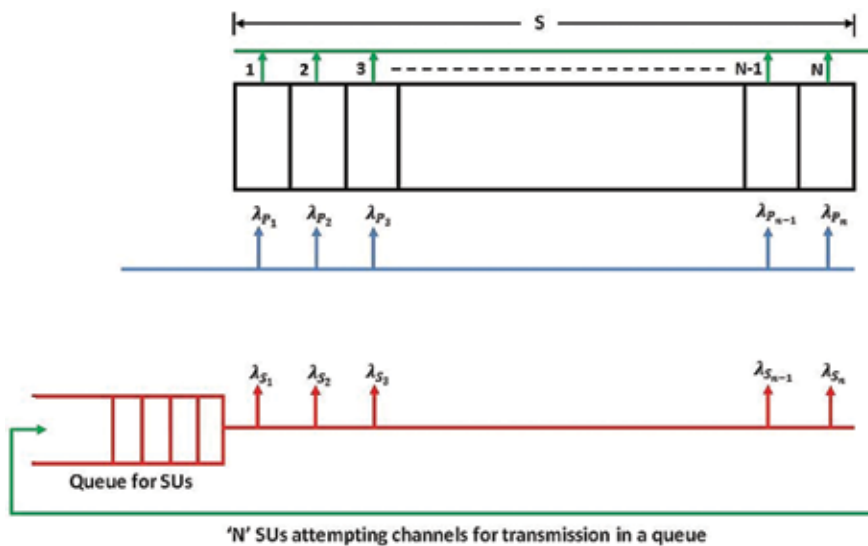 S
1 2 3 N-1 N
λP1 λP2 λP3 λPn−1 λPn
λS1 λS2 λS3 λSn−1 λSn
Queue for SUs
‘N’ SUs attempting channels for transmission in a queue